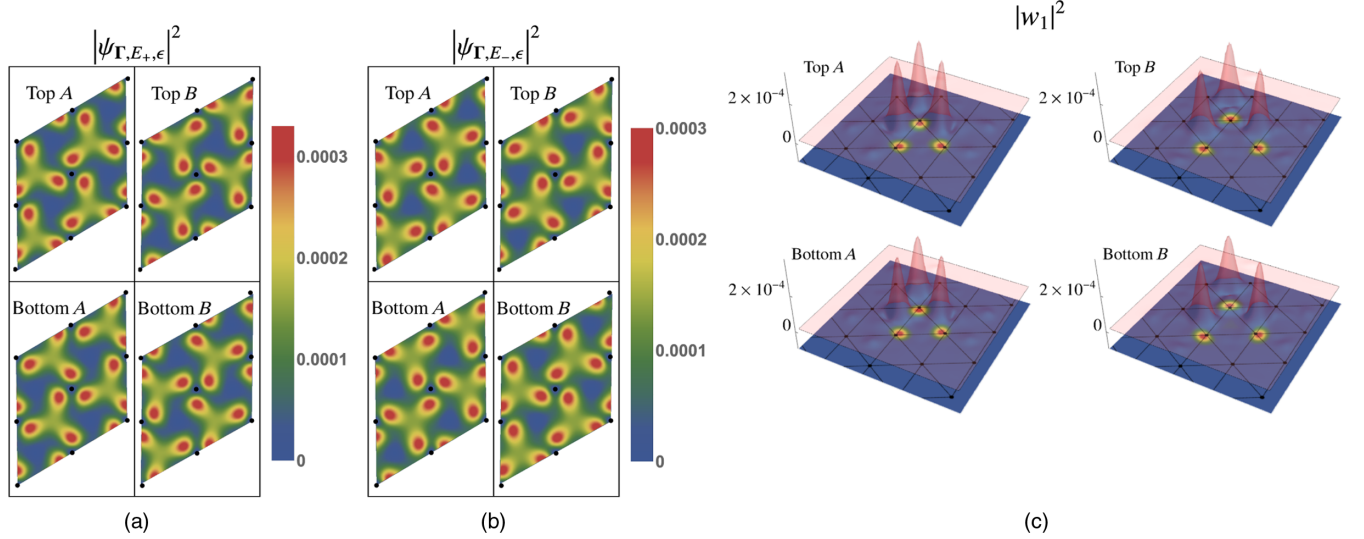 |ψ_{Γ,E₊,ϵ}|²
Top A
Top B
Bottom A
Bottom B
0.0003
0.0002
0.0001
0
(a)
|ψ_{Γ,E₋,ϵ}|²
Top A
Top B
Bottom A
Bottom B
0.0003
0.0002
0.0001
0
(b)
|w₁|²
Top A
2 × 10⁻⁴
0
Top B
2 × 10⁻⁴
0
Bottom A
2 × 10⁻⁴
0
Bottom B
2 × 10⁻⁴
0
(c)